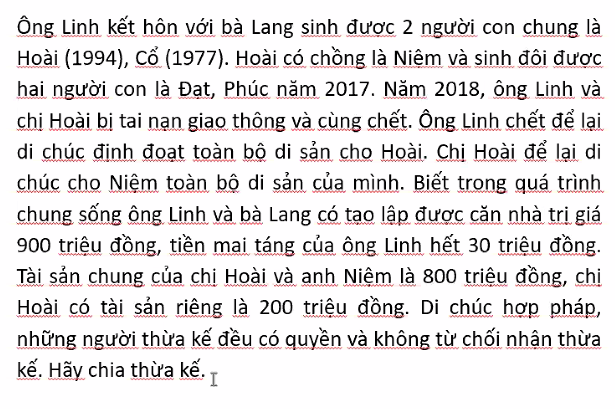 Ông Linh kết hôn với bà Lang sinh được 2 người con chung là
Hoài (1994), Cổ (1977). Hoài có chồng là Niệm và sinh đôi được
hai người con là Đạt, Phúc năm 2017. Năm 2018, ông Linh và
chị Hoài bị tai nạn giao thông và cùng chết. Ông Linh chết để lại
di chúc định đoạt toàn bộ di sản cho Hoài. Chị Hoài để lại di
chúc cho Niệm toàn bộ di sản của mình. Biết trong quá trình
chung sống ông Linh và bà Lang có tạo lập được căn nhà trị giá
900 triệu đồng, tiền mai táng của ông Linh hết 30 triệu đồng.
Tài sản chung của chị Hoài và anh Niệm là 800 triệu đồng, chị
Hoài có tài sản riêng là 200 triệu đồng. Di chúc hợp pháp,
những người thừa kế đều có quyền và không từ chối nhận thừa
kế. Hãy chia thừa kế.